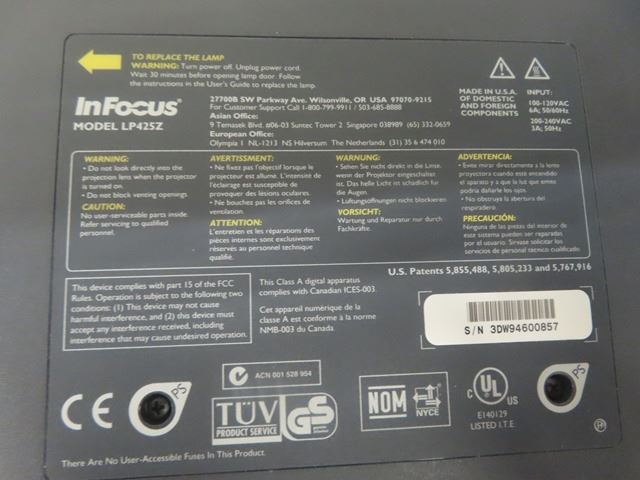 TO REPLACE THE LAMP
WARNING: Turn power off. Unplug power cord.
Wait 30 minutes before opening lamp door. Follow
the instructions in the User's Guide to replace the lamp.
InFocus®
MODEL LP425Z
27700B SW Parkway Ave. Wilsonville, OR USA 97070-9215
For Customer Support Call 1-800-799-9911 / 503-685-8888
Asian Office:
9 Temasek Blvd. #06-03 Suntec Tower 2 Singapore 038989 (65) 332-0659
European Office:
Olympia 1 NL-1213 NS Hilversum The Netherlands (31) 35 6 474 010
MADE IN U.S.A.
OF DOMESTIC
AND FOREIGN
COMPONENTS
INPUT:
100-120VAC
6A; 50/60Hz
200-240VAC
3A; 50Hz
WARNING:
• Do not look directly into the
projection lens when the projector
is turned on.
• Do not block venting openings
CAUTION:
No user-serviceable parts inside.
Refer servicing to qualified
personnel.
AVERTISSEMENT:
• Ne fixez pas l'objectif lorsque le
projecteur est allumé. L'intensité de
l'éclairage est susceptible de
provoquer des lésions oculaires.
• Ne bouchez pas les orifices de
ventilation.
ATTENTION:
L'entretien et les réparations des
pièces internes sont exclusivement
réservés au personnel technique
qualifié.
WARNUNG:
• Sehen Sie nicht direkt in die Linse,
wenn der Projektor eingeschaltet
ist. Das helle Licht ist schädlich für
die Augen.
• Luftungsöffnungen nicht blockieren
VORSICHT:
Wartung und Reparatur nur durch
Fachkräfte.
ADVERTENCIA:
• Evite mirar directamente a la lente
proyectora cuando esté encendido
el aparato y a que la luz que emite
podría dañarle los ojos.
• No obstruya la abertura del
respiradera.
PRECAUCIÓN:
Ninguna de las piezas del interior de
este sistema pueden ser reparadas
por el usuario. Sirvase solicitar los
servicios de personal técnico cualificado.
U.S. Patents 5,855,488, 5,805,233 and 5,767,916
This device complies with part 15 of the FCC
Rules. Operation is subject to the following two
conditions: (1) This device may not cause
harmful interference, and (2) this device must
accept any interference received, including
interference that may cause undesired operation.
This Class A digital apparatus
complies with Canadian ICES-003.
Cet appareil numérique de la
classe A est conforme à la norme
NMB-003 du Canada.
S/N 3DW94600857
ACN 001 528 954
CE
PS
TÜV
PRODUCT SERVICE
GS
NOM
NYCE
C UL US
®
E140129
LISTED I.T.E
PS
There Are No User-Accessible Fuses In This Product.